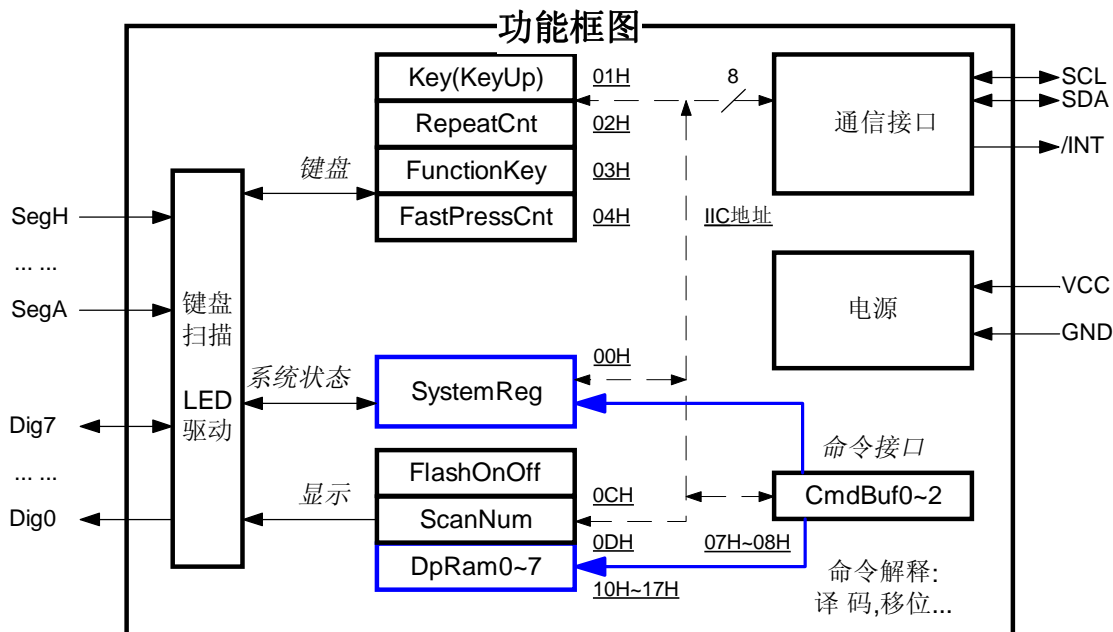 功能框图
Key(KeyUp)
01H
RepeatCnt
02H
FunctionKey
03H
FastPressCnt
04H
8
通信接口
SCL
SDA
/INT
键盘
IIC地址
SegH
... ...
SegA
键盘
扫描
LED
驱动
Dig7
... ...
Dig0
电源
VCC
GND
系统状态
SystemReg
00H
命令接口
显示
FlashOnOff
ScanNum
DpRam0~7
0CH
0DH
10H~17H
CmdBuf0~2
07H~08H
命令解释:
译 码,移位...